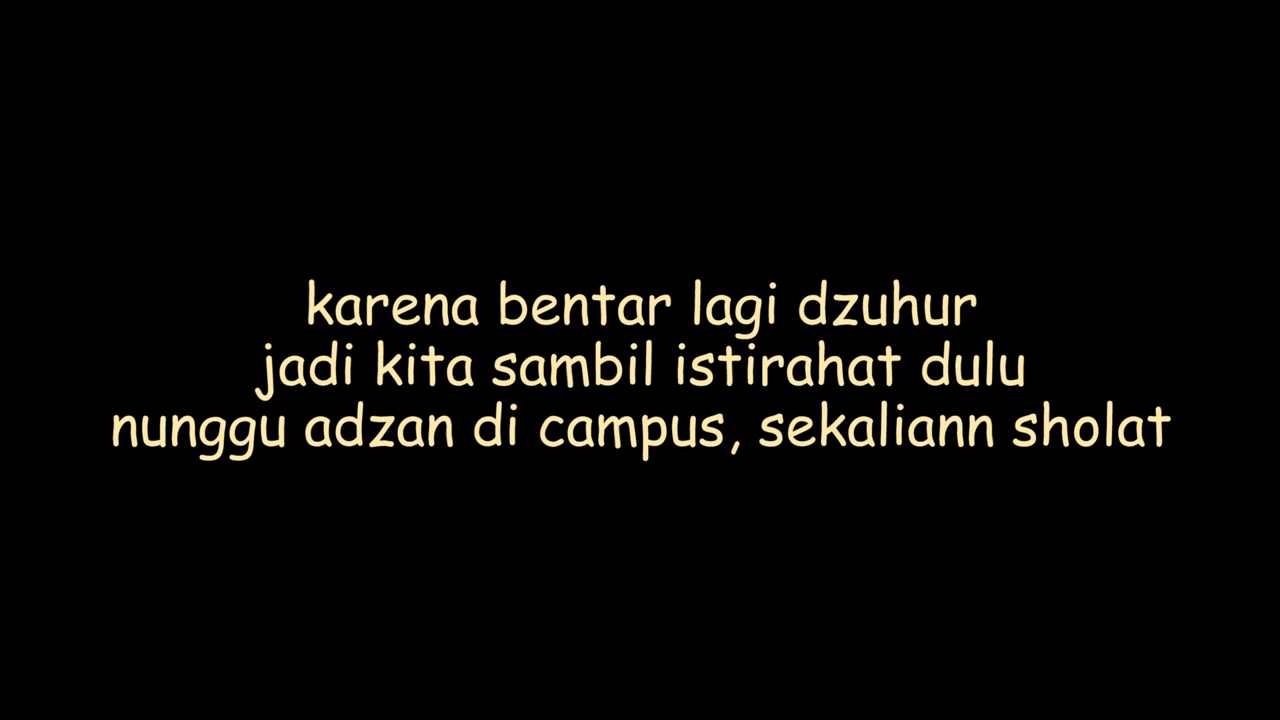 karena bentar lagi dzuhur
jadi kita sambil istirahat dulu
nunggu adzan di campus, sekaliann sholat